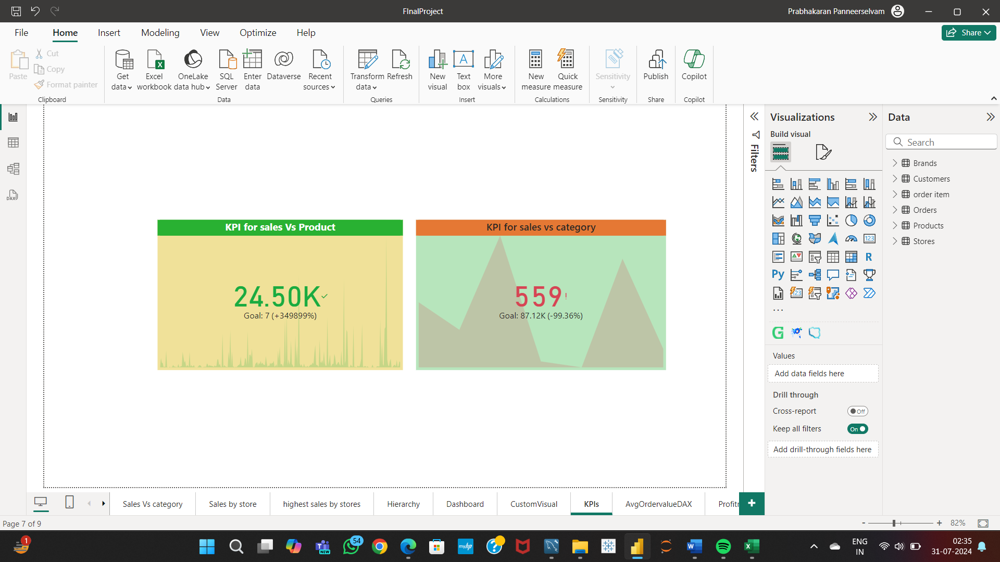 FInalProject
Prabhakaran Panneerselvam
File Home Insert Modeling View Optimize Help
Share
Paste
Cut
Copy
Format painter
Clipboard
Get data
Excel workbook
OneLake data hub
SQL Server
Enter data
Dataverse
Recent sources
Data
Transform data
Refresh
Queries
New visual
Text box
More visuals
Insert
New measure
Quick measure
Calculations
Sensitivity
Sensitivity
Publish
Share
Copilot
Copilot
KPI for sales Vs Product
24.50K
Goal: 7 (+349899%)
KPI for sales vs category
559!
Goal: 87.12K (-99.36%)
Filters
Visualizations
Build visual
123
R
Py
123
...
G
Values
Add data fields here
Drill through
Cross-report
Off
Keep all filters
On
Add drill-through fields here
Data
Search
Brands
Customers
order item
Orders
Products
Stores
DAX
Sales Vs category
Sales by store
highest sales by stores
Hierarchy
Dashboard
CustomVisual
KPIs
AvgOrdervalueDAX
+
Page 7 of 9
- + 82%
1
NEW
54
myhp
ENG
IN
02:35
31-07-2024